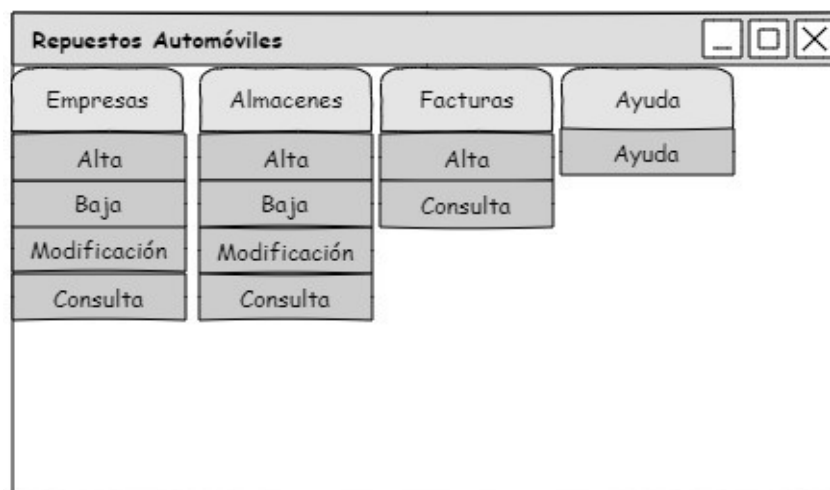 Repuestos Automóviles
Empresas Almacenes Facturas Ayuda
Alta Alta Alta Ayuda
Baja Baja Consulta
Modificación Modificación
Consulta Consulta